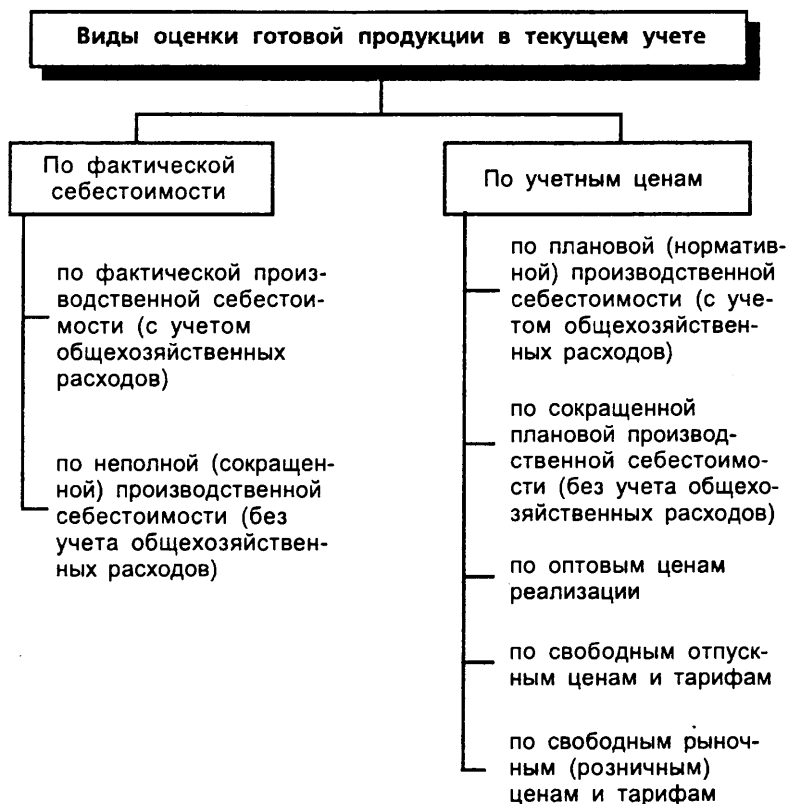 Виды оценки готовой продукции в текущем учете
По фактической
себестоимости
по фактической произ-
водственной себестои-
мости (с учетом
общехозяйственных
расходов)
по неполной (сокращен-
ной) производственной
себестоимости (без
учета общехозяйствен-
ных расходов)
По учетным ценам
по плановой (норматив-
ной) производственной
себестоимости (с уче-
том общехозяйствен-
ных расходов)
по сокращенной
плановой производ-
ственной себестоимо-
сти (без учета общехо-
зяйственных расходов)
по оптовым ценам
реализации
по свободным отпуск-
ным ценам и тарифам
по свободным рыноч-
ным (розничным)
ценам и тарифам